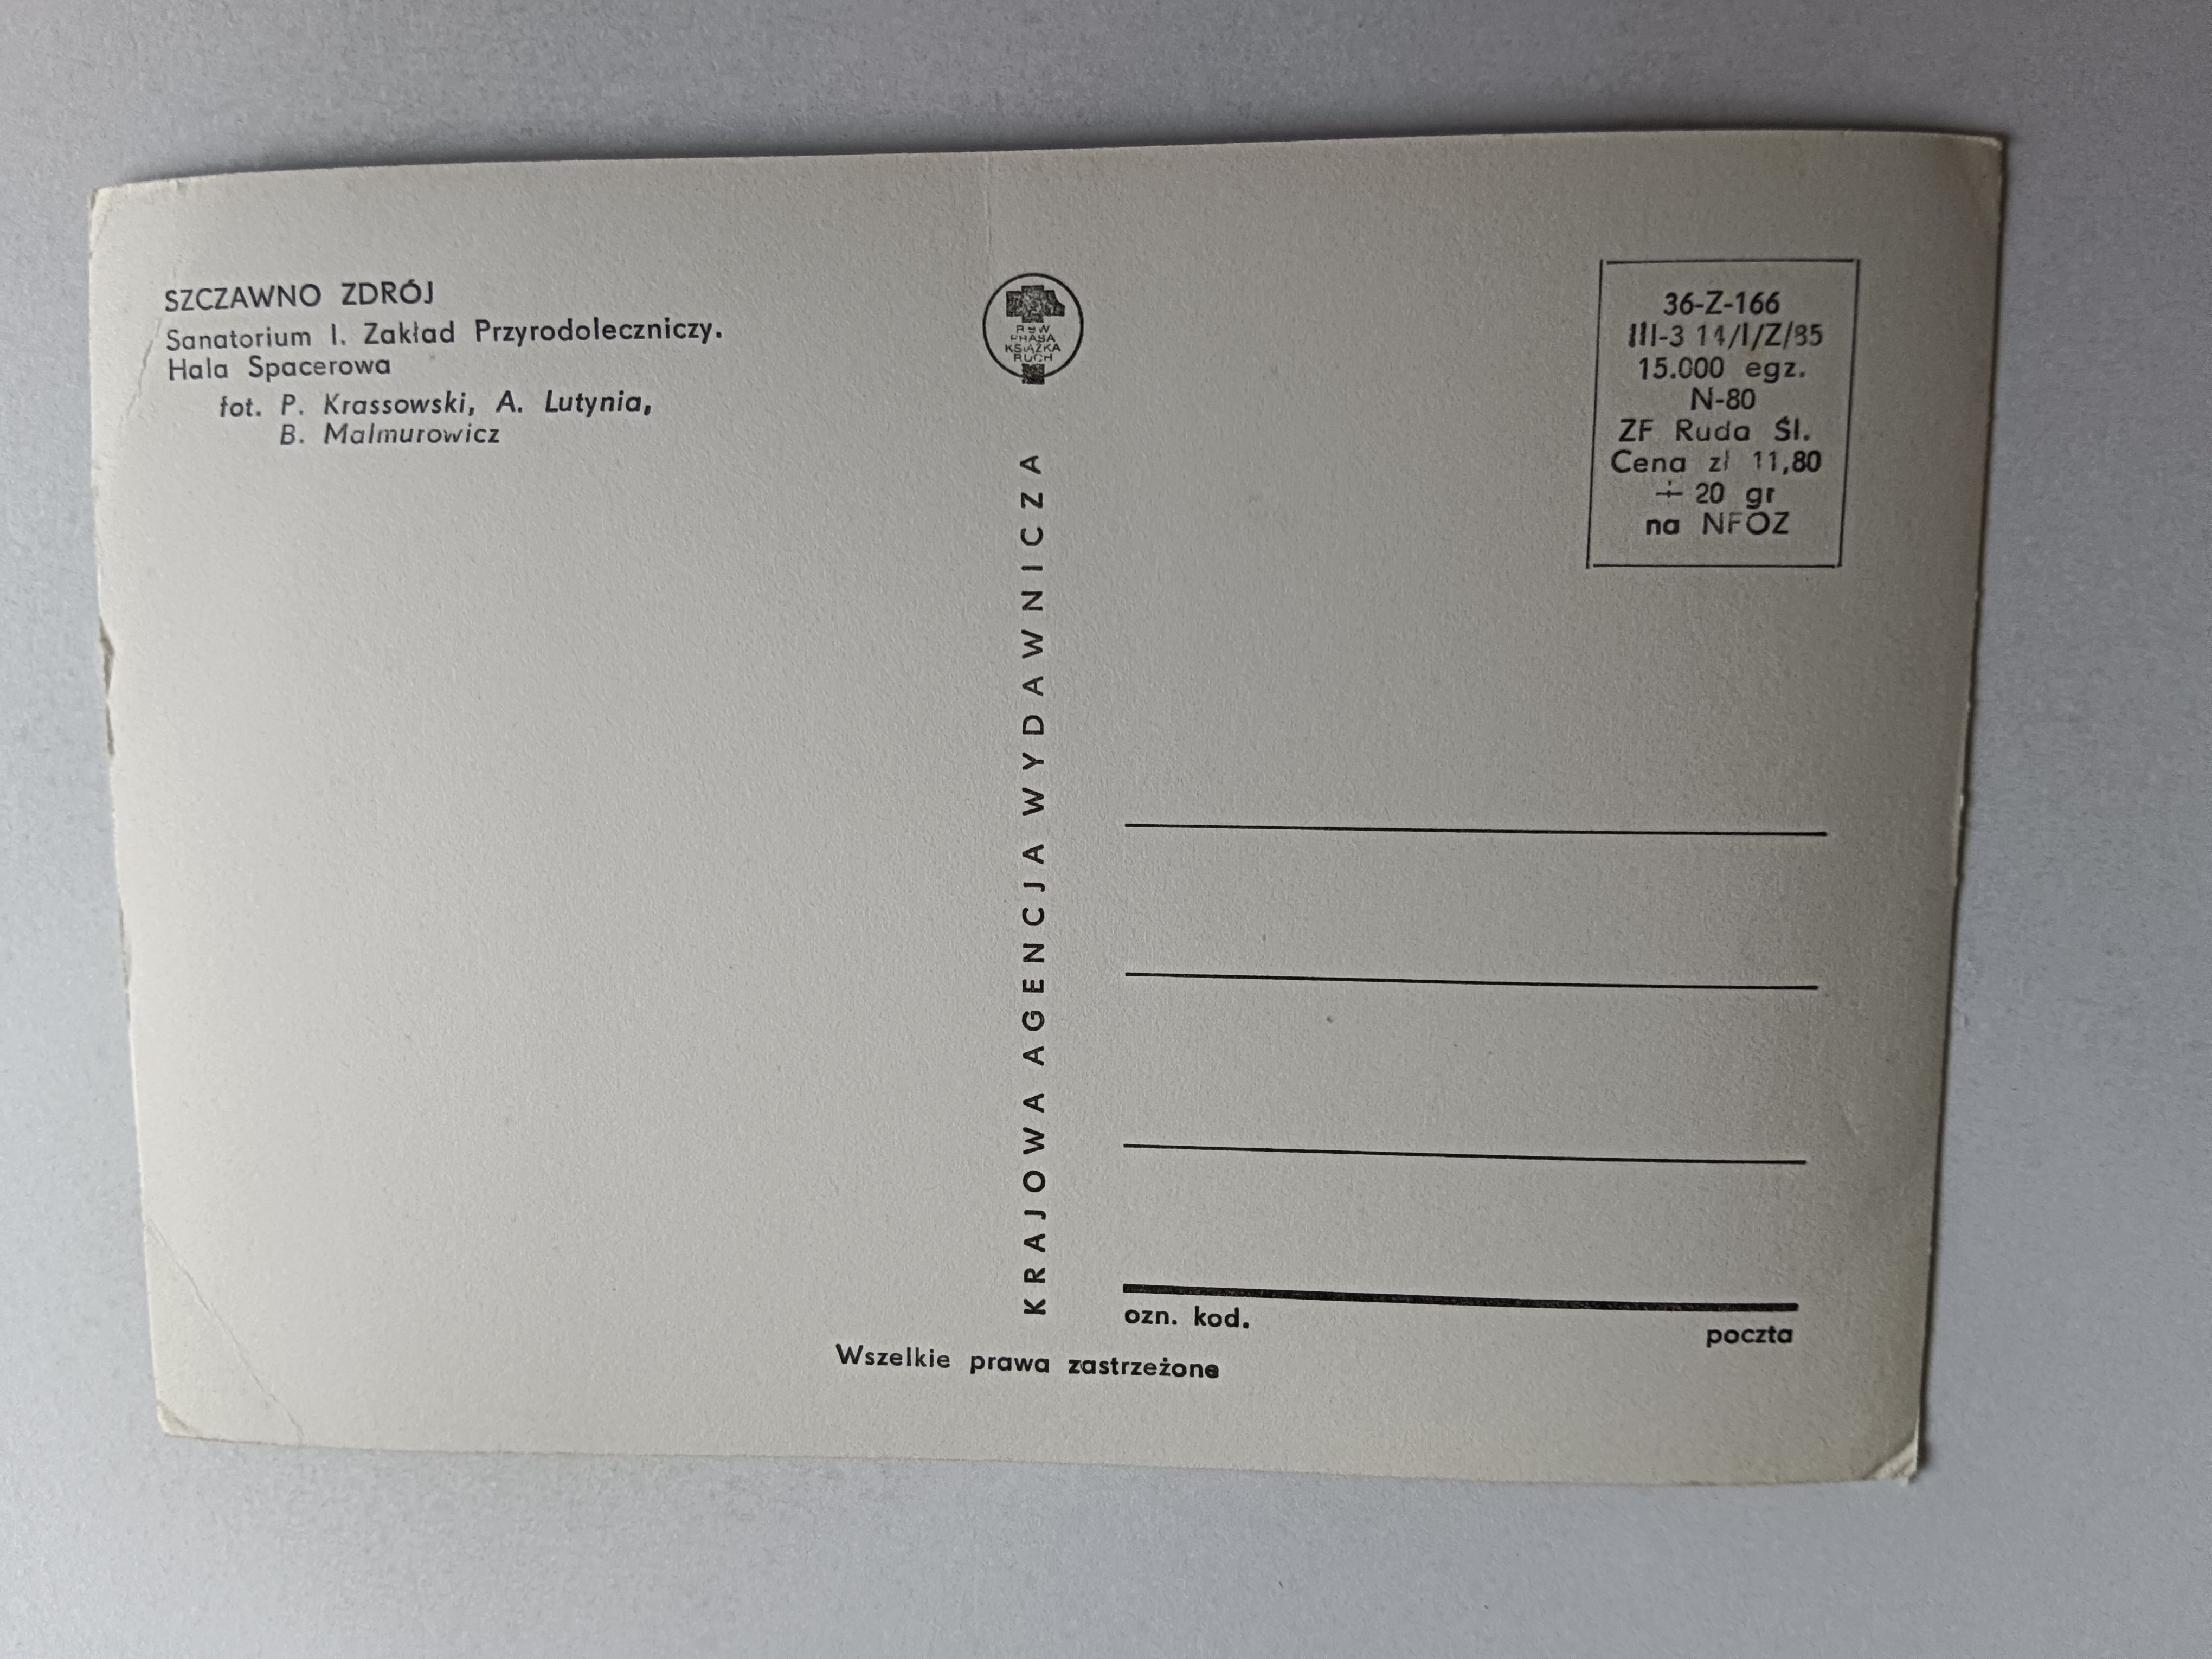 SZCZAWNO ZDRÓJ
Sanatorium I. Zakład Przyrodoleczniczy.
Hala Spacerowa
fot. P. Krassowski, A. Lutynia,
B. Malmurowicz
RSW
PRASA
KSIĄŻKA
RUCH
KRAJOWA AGENCJA WYDAWNICZA
36-Z-166
III-3 14/I/Z/85
15.000 egz.
N-80
ZF Ruda Śl.
Cena zł 11,80
+ 20 gr
na NFOZ
ozn. kod.
poczta
Wszelkie prawa zastrzeżone